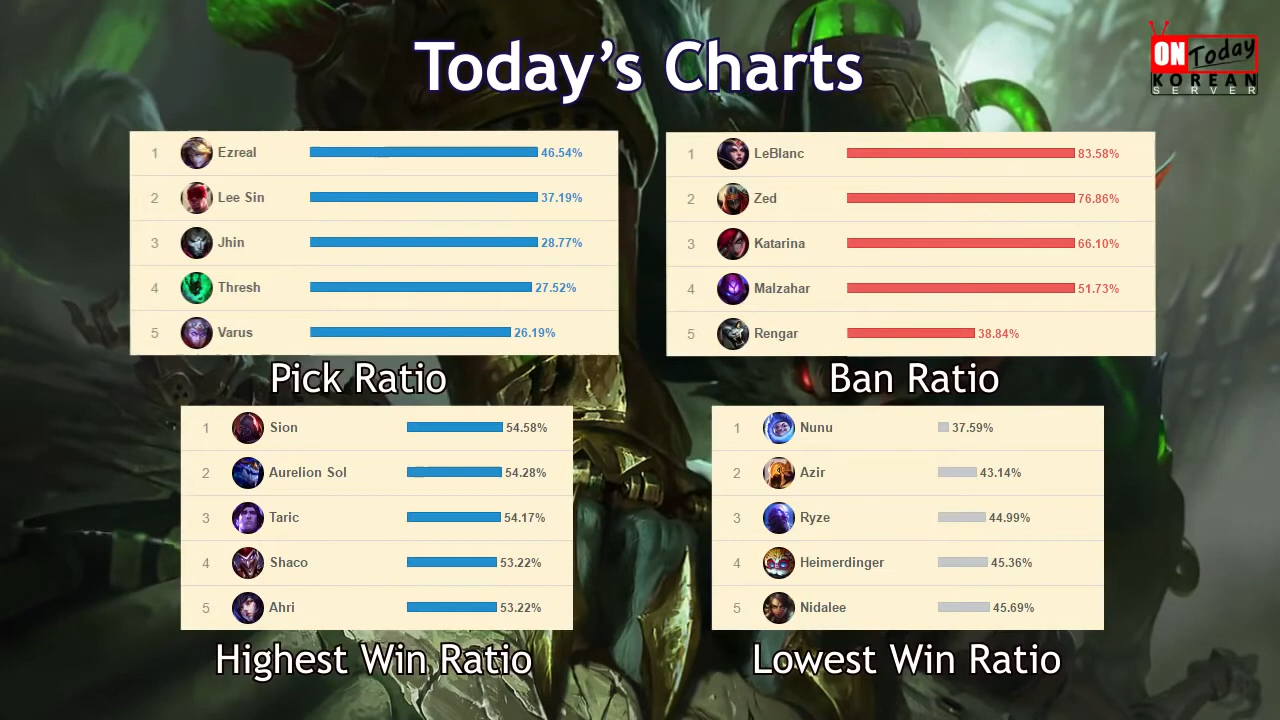 Today's Charts
ON Today
KOREAN
SERVER
1 Ezreal 46.54%
2 Lee Sin 37.19%
3 Jhin 28.77%
4 Thresh 27.52%
5 Varus 26.19%
Pick Ratio
1 LeBlanc 83.58%
2 Zed 76.86%
3 Katarina 66.10%
4 Malzahar 51.73%
5 Rengar 38.84%
Ban Ratio
1 Sion 54.58%
2 Aurelion Sol 54.28%
3 Taric 54.17%
4 Shaco 53.22%
5 Ahri 53.22%
Highest Win Ratio
1 Nunu 37.59%
2 Azir 43.14%
3 Ryze 44.99%
4 Heimerdinger 45.36%
5 Nidalee 45.69%
Lowest Win Ratio